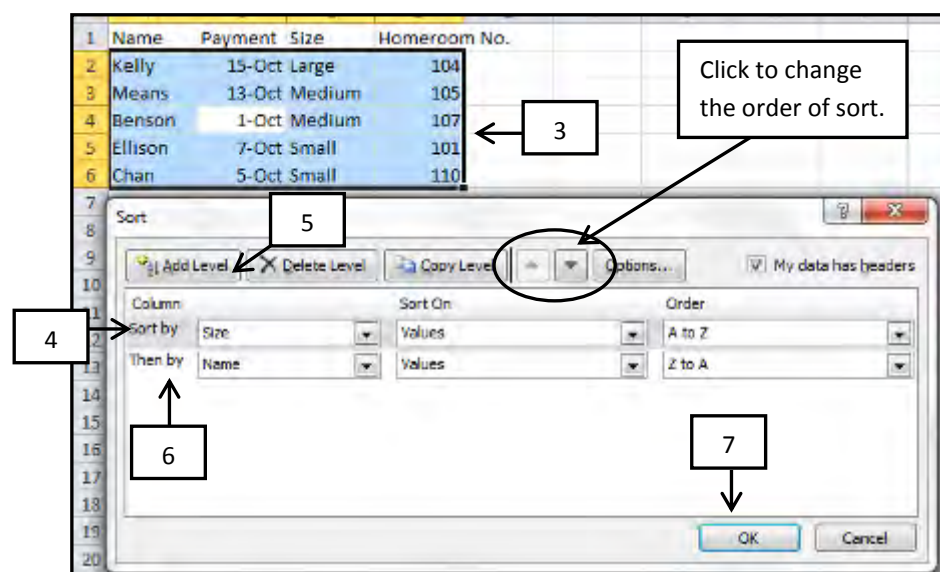 1 Name Payment Size Homeroom No.
2 Kelly 15-Oct Large 104
3 Means 13-Oct Medium 105
4 Benson 1-Oct Medium 107
5 Ellison 7-Oct Small 101
6 Chan 5-Oct Small 110
Click to change
the order of sort.
3
7
Sort
8
5
9
Add Level Delete Level Copy Level Options... My data has headers
10
Column Sort On Order
4
Sort by Size Values A to Z
13
Then by Name Values Z to A
14
15
6
16
7
17
18
19
OK Cancel
20